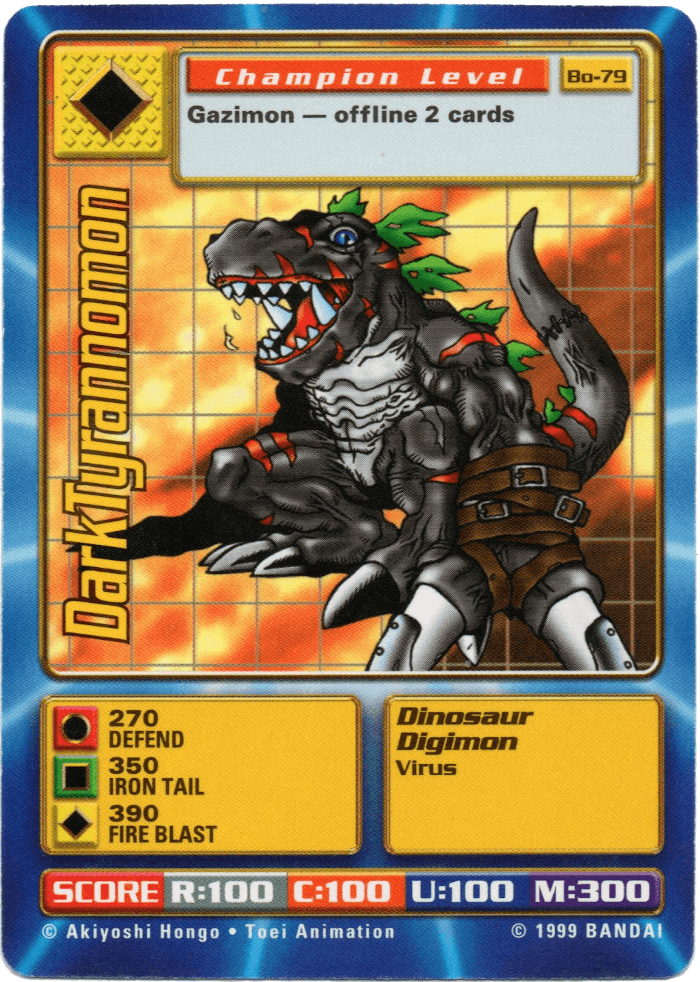 Champion Level
Bo-79
Gazimon — offline 2 cards
DarkTyrannomon
270
DEFEND
350
IRON TAIL
390
FIRE BLAST
Dinosaur
Digimon
Virus
SCORE R:100 C:100 U:100 M:300
© Akiyoshi Hongo • Toei Animation
© 1999 BANDAI